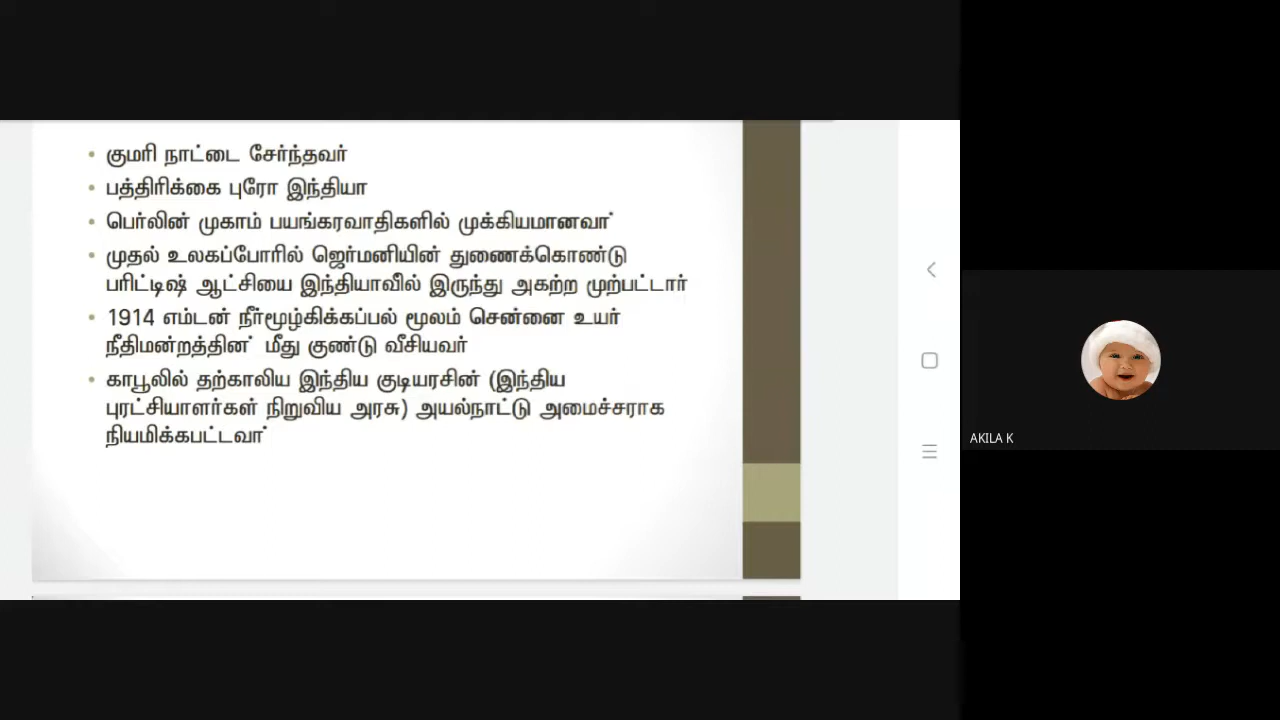 • குமரி நாட்டை சேர்ந்தவர்
• பத்திரிக்கை புரோ இந்தியா
• பெர்லின் முகாம் பயங்கரவாதிகளில் முக்கியமானவர்
• முதல் உலகப்போரில் ஜெர்மனியின் துணைக்கொண்டு
பரிட்டிஷ் ஆட்சியை இந்தியாவில் இருந்து அகற்ற முற்பட்டார்
• 1914 எம்டன் நீர்மூழ்கிக்கப்பல் மூலம் சென்னை உயர்
நீதிமன்றத்தின் மீது குண்டு வீசியவர்
• காபூலில் தற்காலிய இந்திய குடியரசின் (இந்திய
புரட்சியாளர்கள் நிறுவிய அரசு) அயல்நாட்டு அமைச்சராக
நியமிக்கபட்டவர்
AKILA K